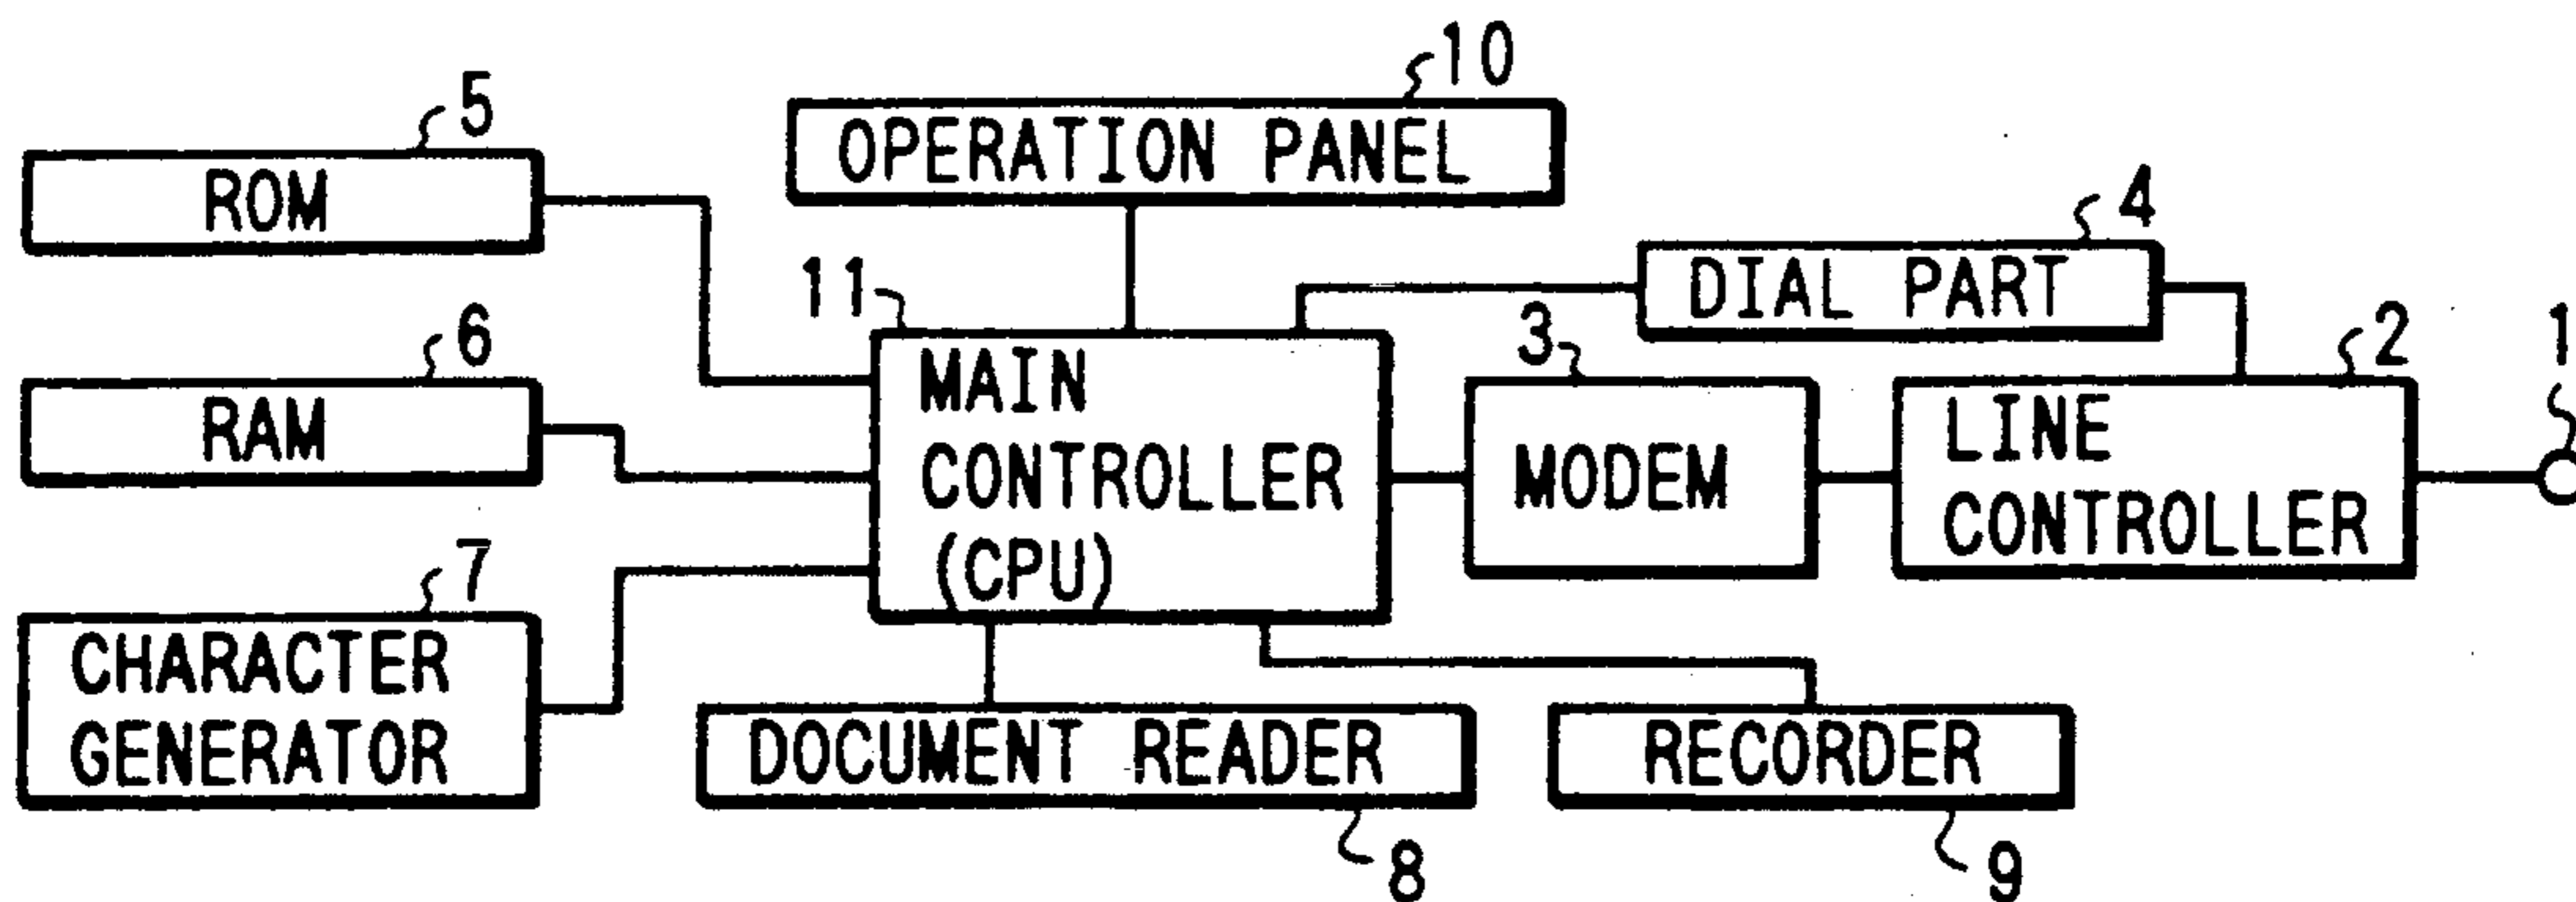 10
OPERATION PANEL
5
ROM
4
DIAL PART
11
MAIN
CONTROLLER
(CPU)
6
RAM
3
MODEM
2
LINE
CONTROLLER
1
7
CHARACTER
GENERATOR
DOCUMENT READER
8
RECORDER
9